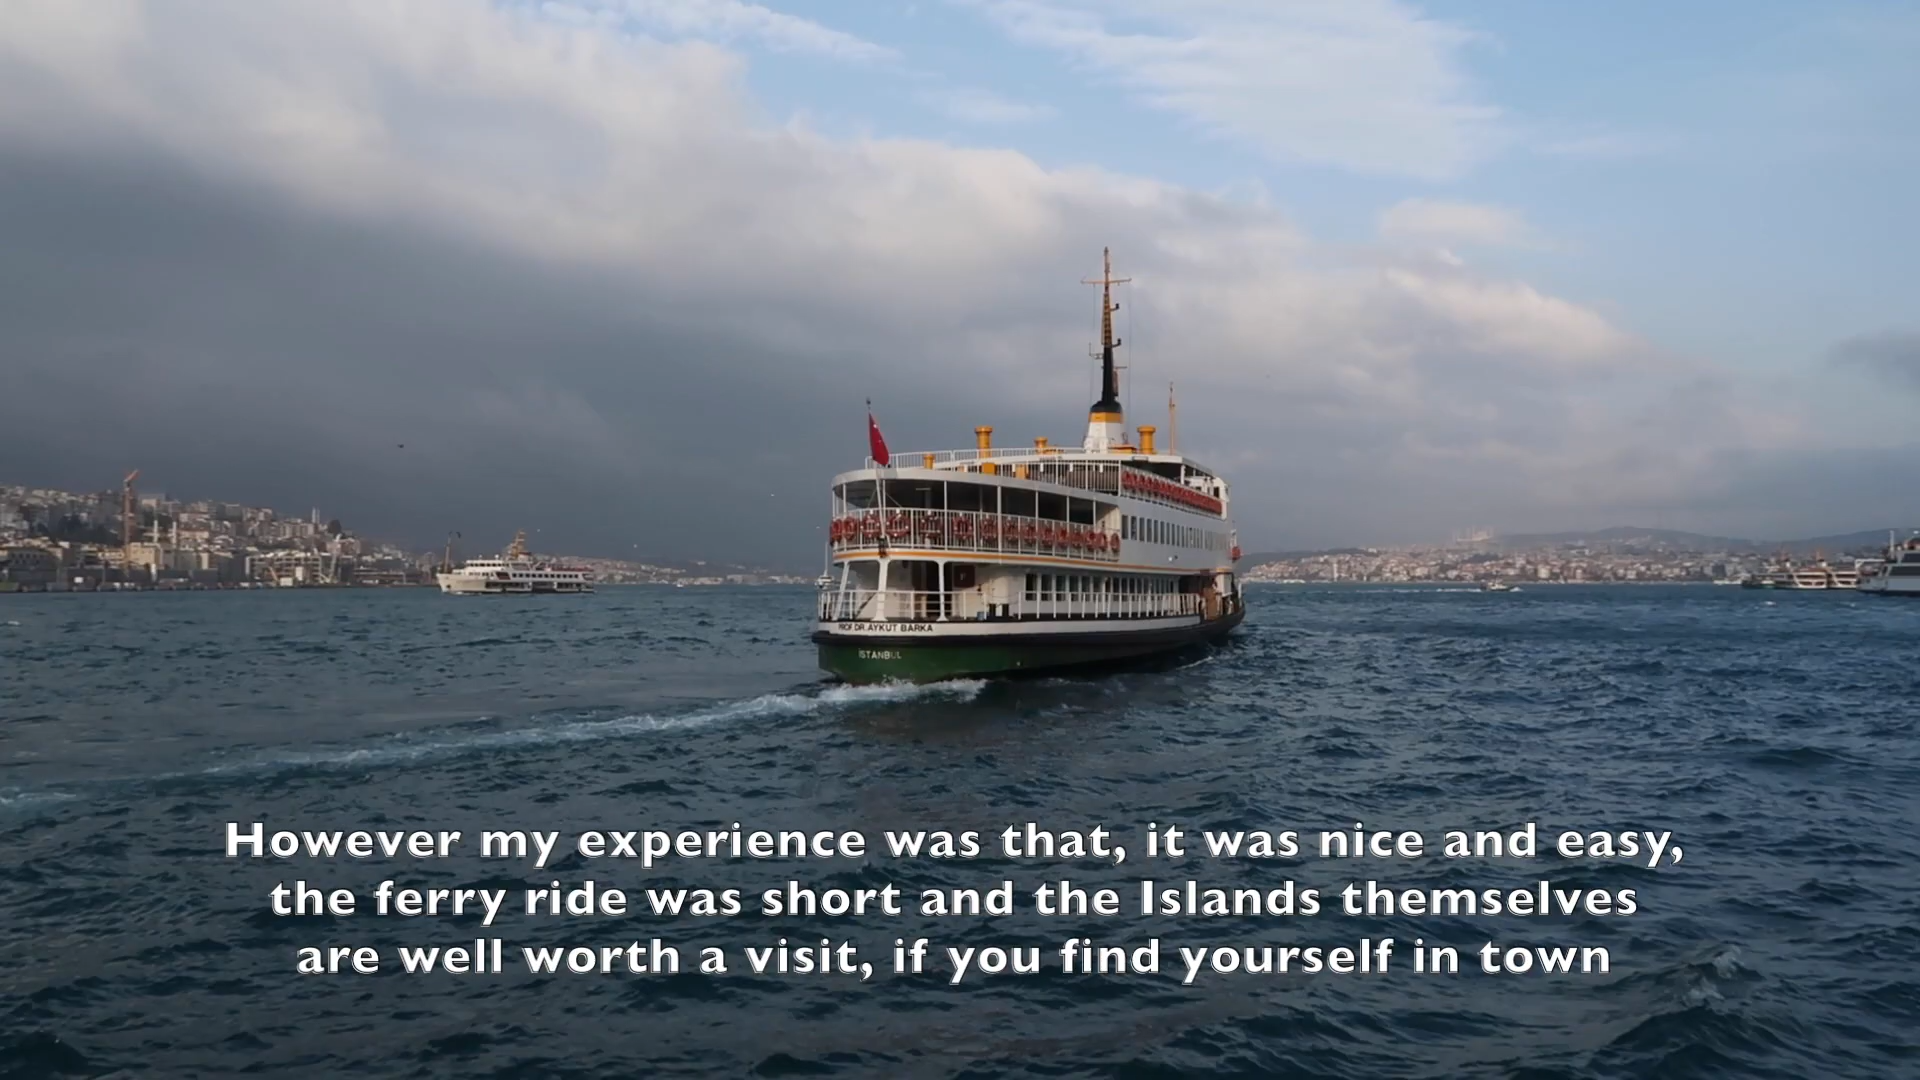 PROF. DR. AYKUT BARKA
İSTANBUL
However my experience was that, it was nice and easy,
the ferry ride was short and the Islands themselves
are well worth a visit, if you find yourself in town